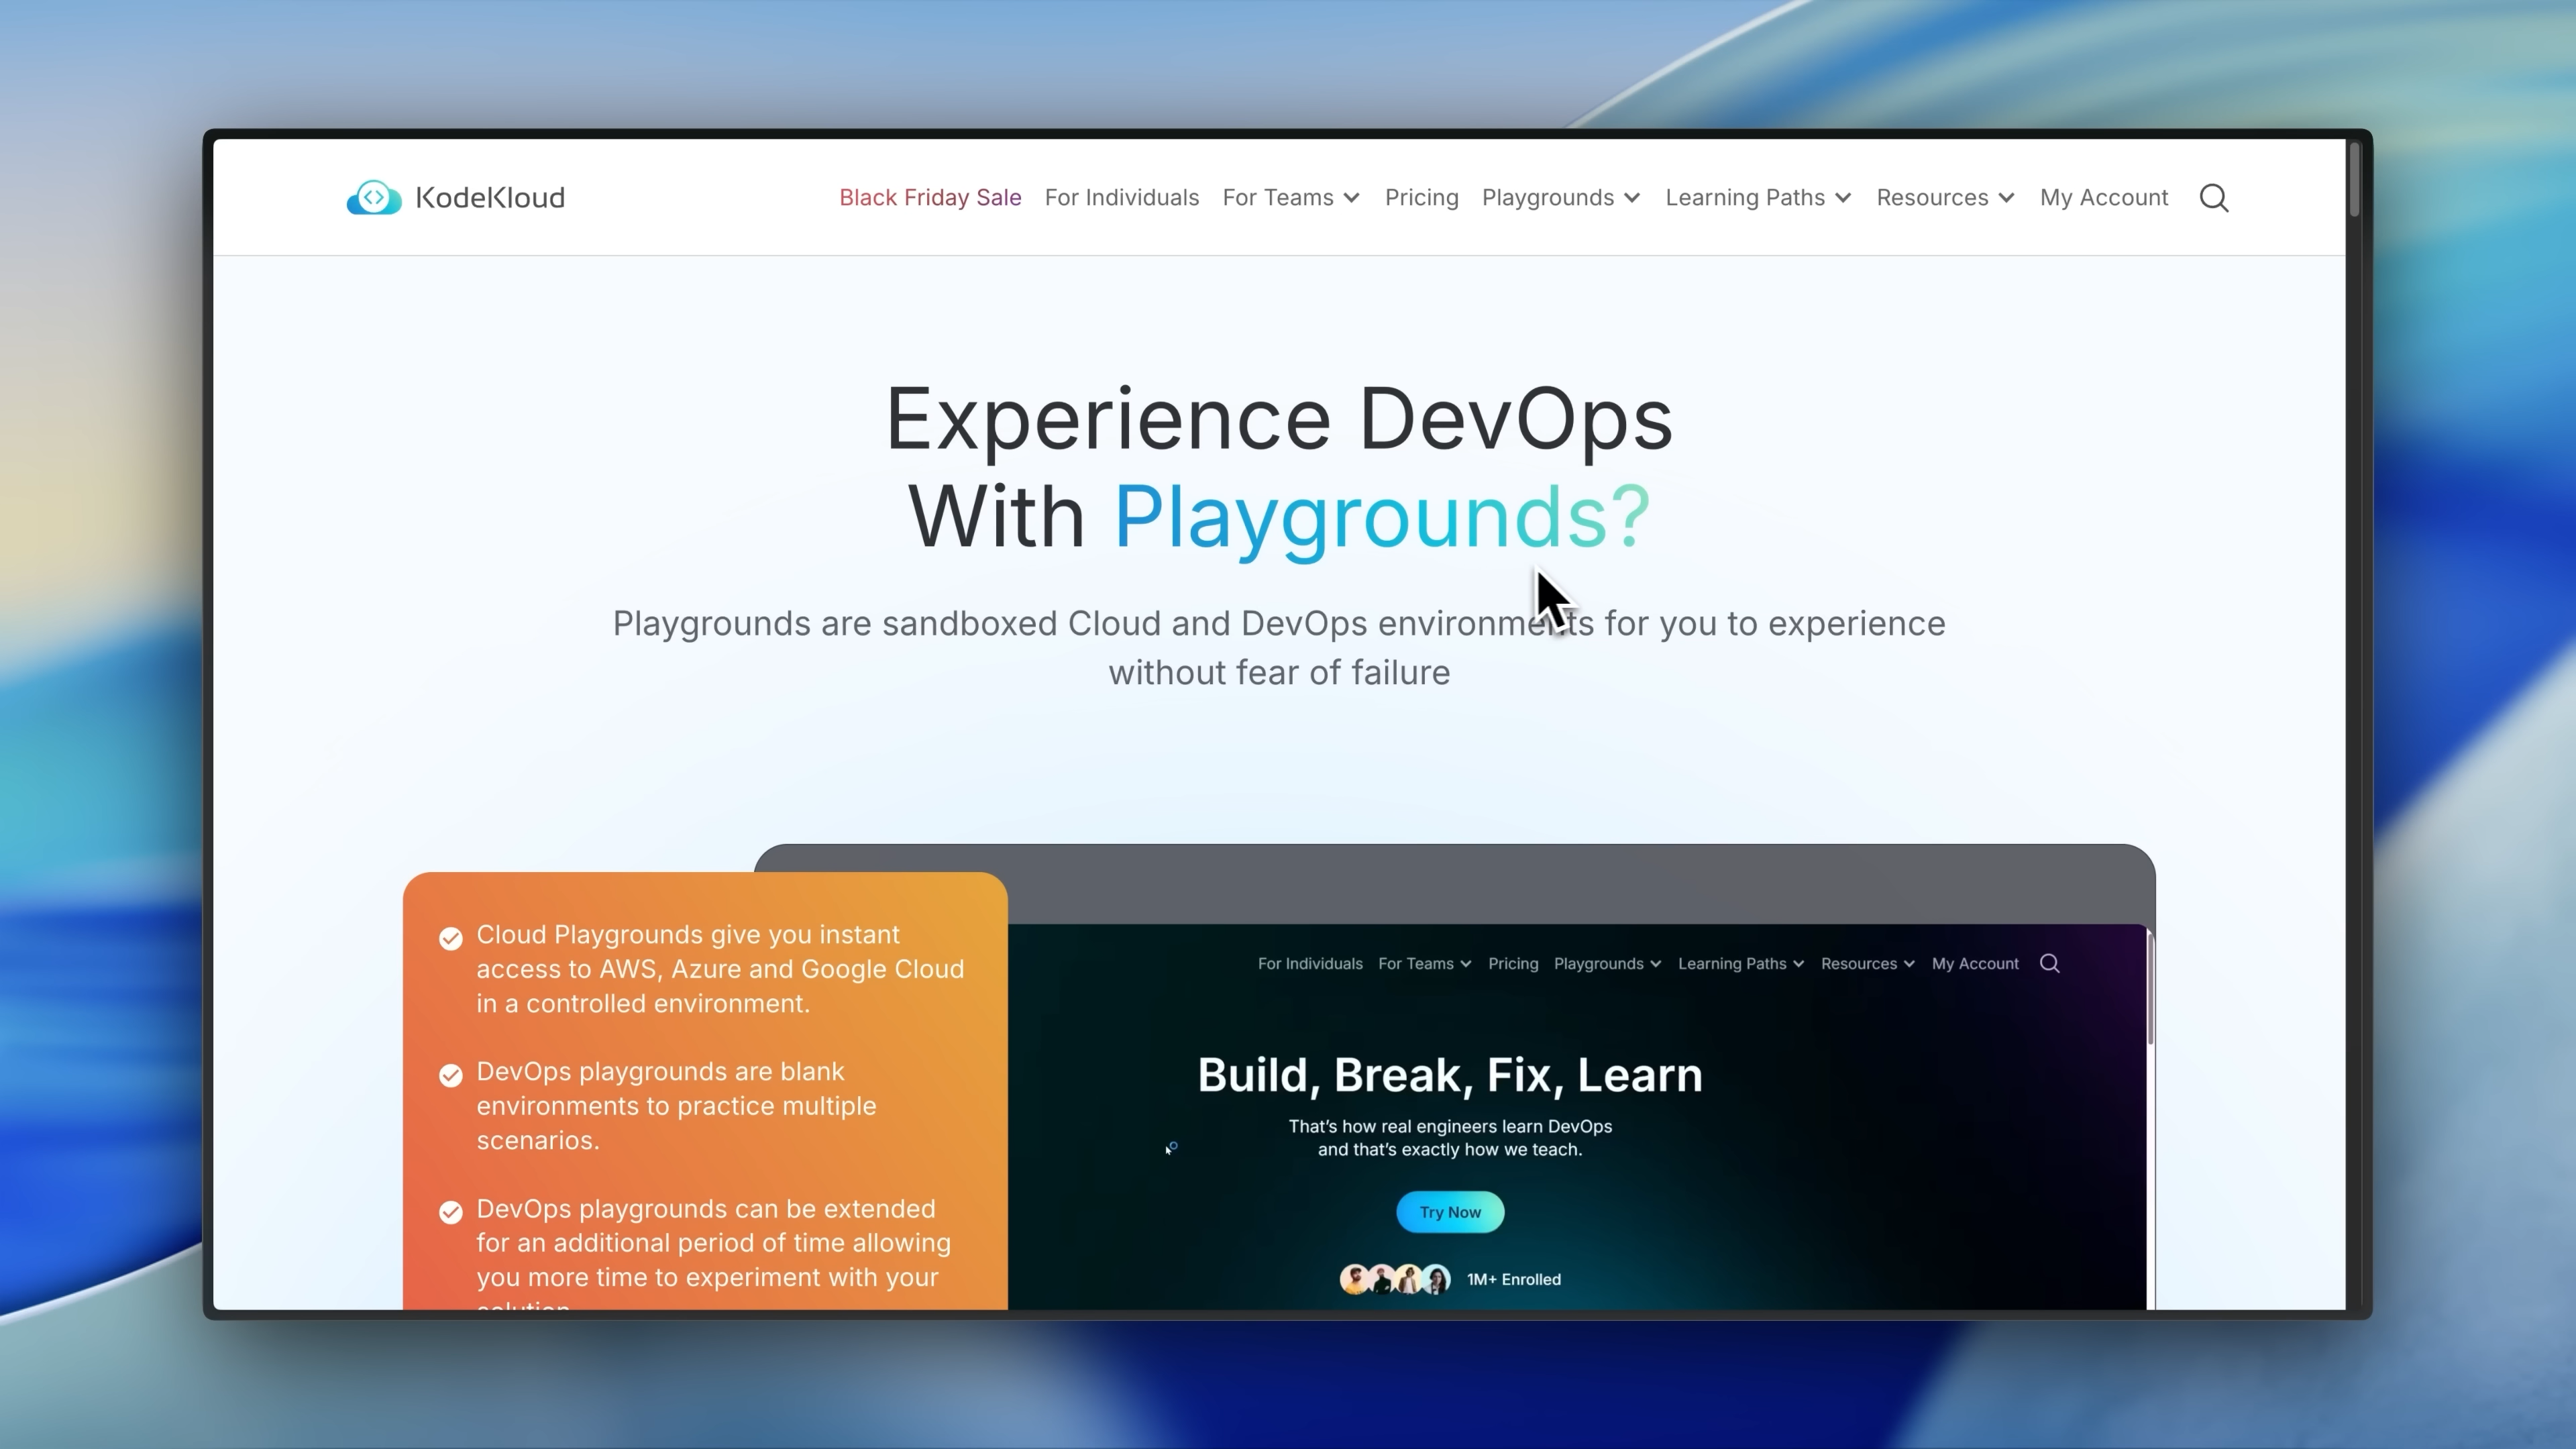 KodeKloud
Black Friday Sale
For Individuals
For Teams
Pricing
Playgrounds
Learning Paths
Resources
My Account
Experience DevOps
With Playgrounds?
Playgrounds are sandboxed Cloud and DevOps environments for you to experience
without fear of failure
Cloud Playgrounds give you instant
access to AWS, Azure and Google Cloud
in a controlled environment.
DevOps playgrounds are blank
environments to practice multiple
scenarios.
DevOps playgrounds can be extended
for an additional period of time allowing
you more time to experiment with your
solution
For Individuals
For Teams
Pricing
Playgrounds
Learning Paths
Resources
My Account
Build, Break, Fix, Learn
That's how real engineers learn DevOps
and that's exactly how we teach.
Try Now
1M+ Enrolled